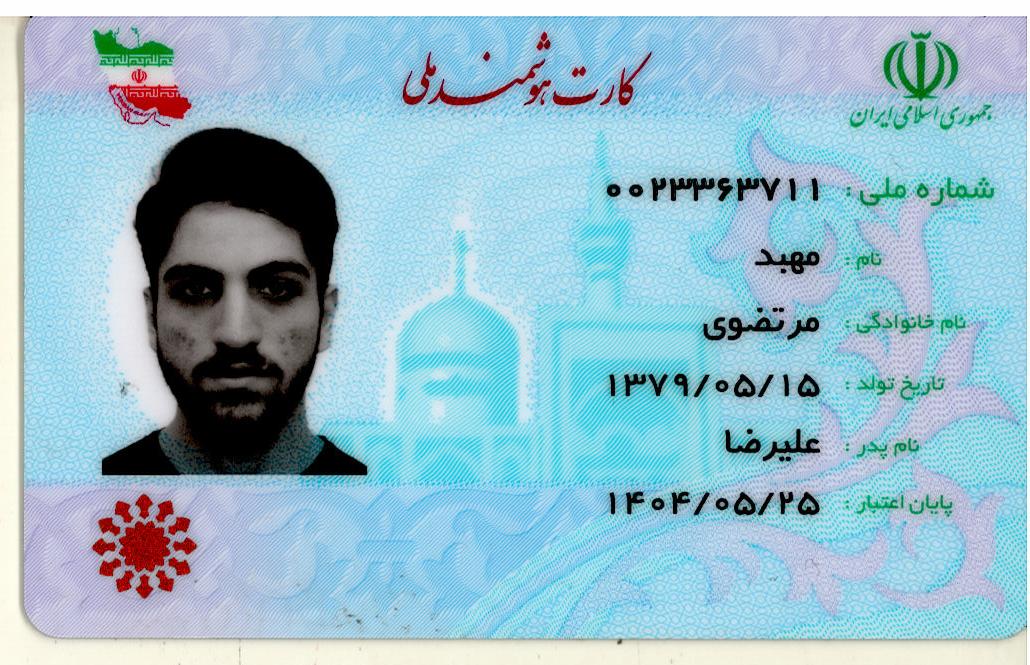 جمهوری اسلامی ایران
کارت هوشمند ملی
شماره ملی : ۰۰۲۳۳۶۳۷۱۱
نام : مهبد
نام خانوادگی : مرتضوی
تاریخ تولد : ۱۳۷۹/۰۵/۱۵
نام پدر : علیرضا
پایان اعتبار : ۱۴۰۴/۰۵/۲۵